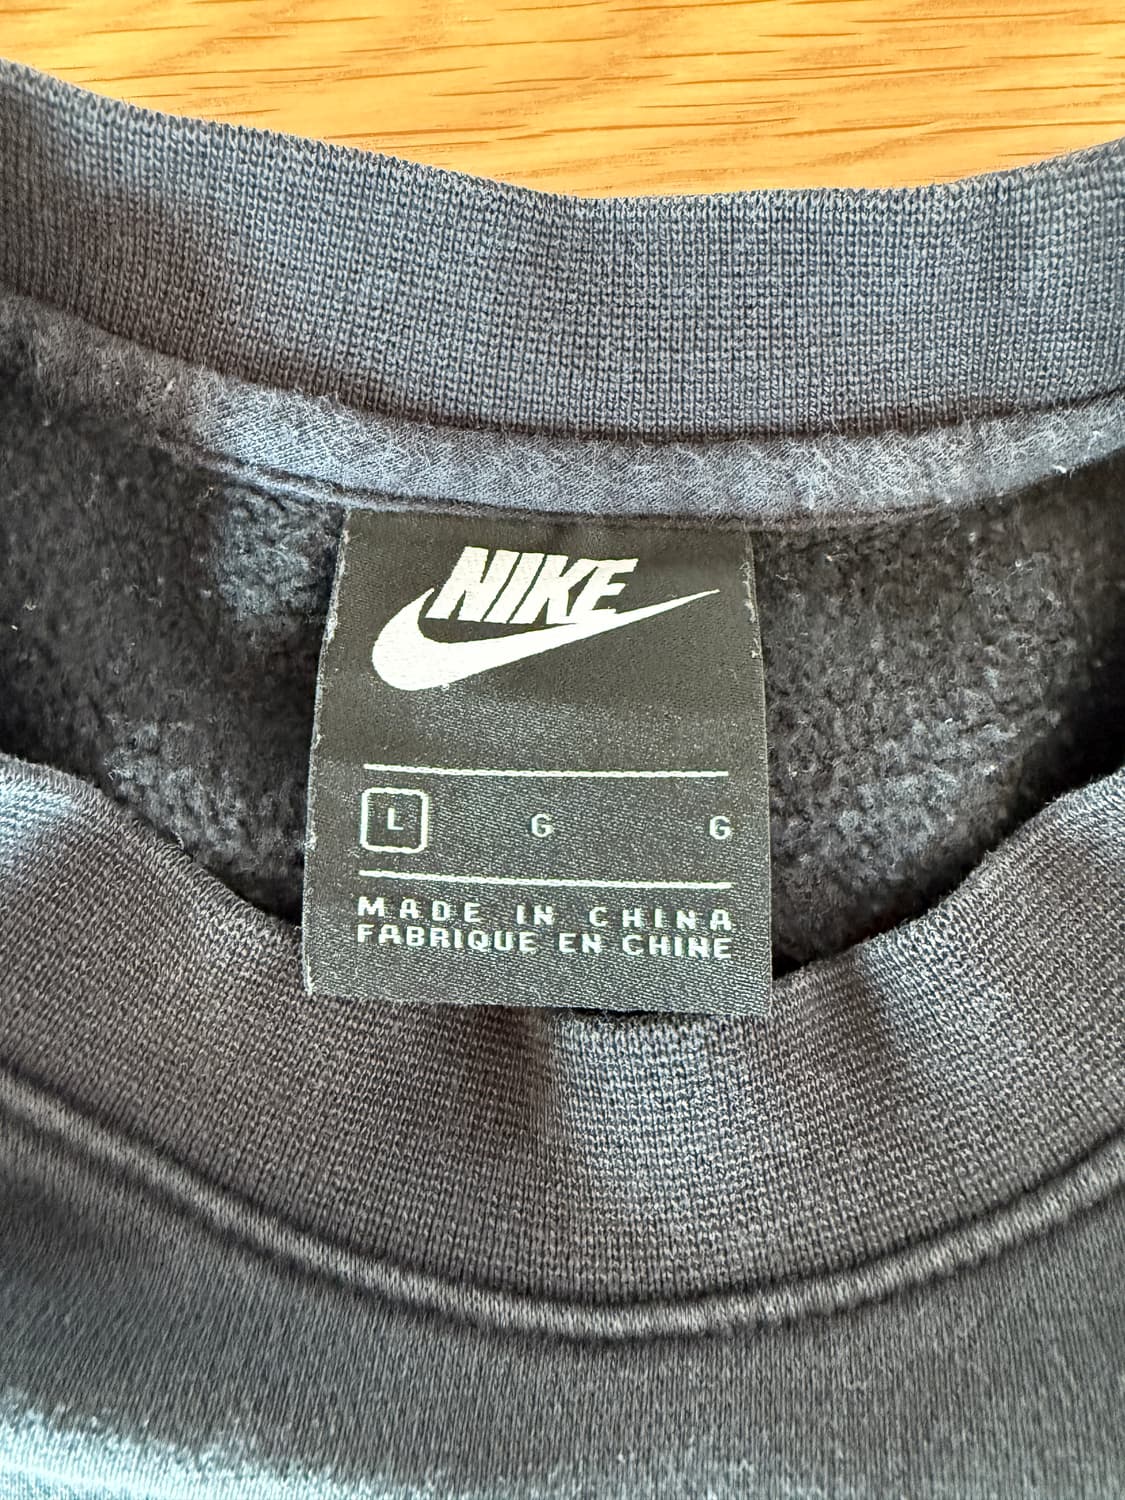 NIKE
L G G
MADE IN CHINA
FABRIQUE EN CHINE